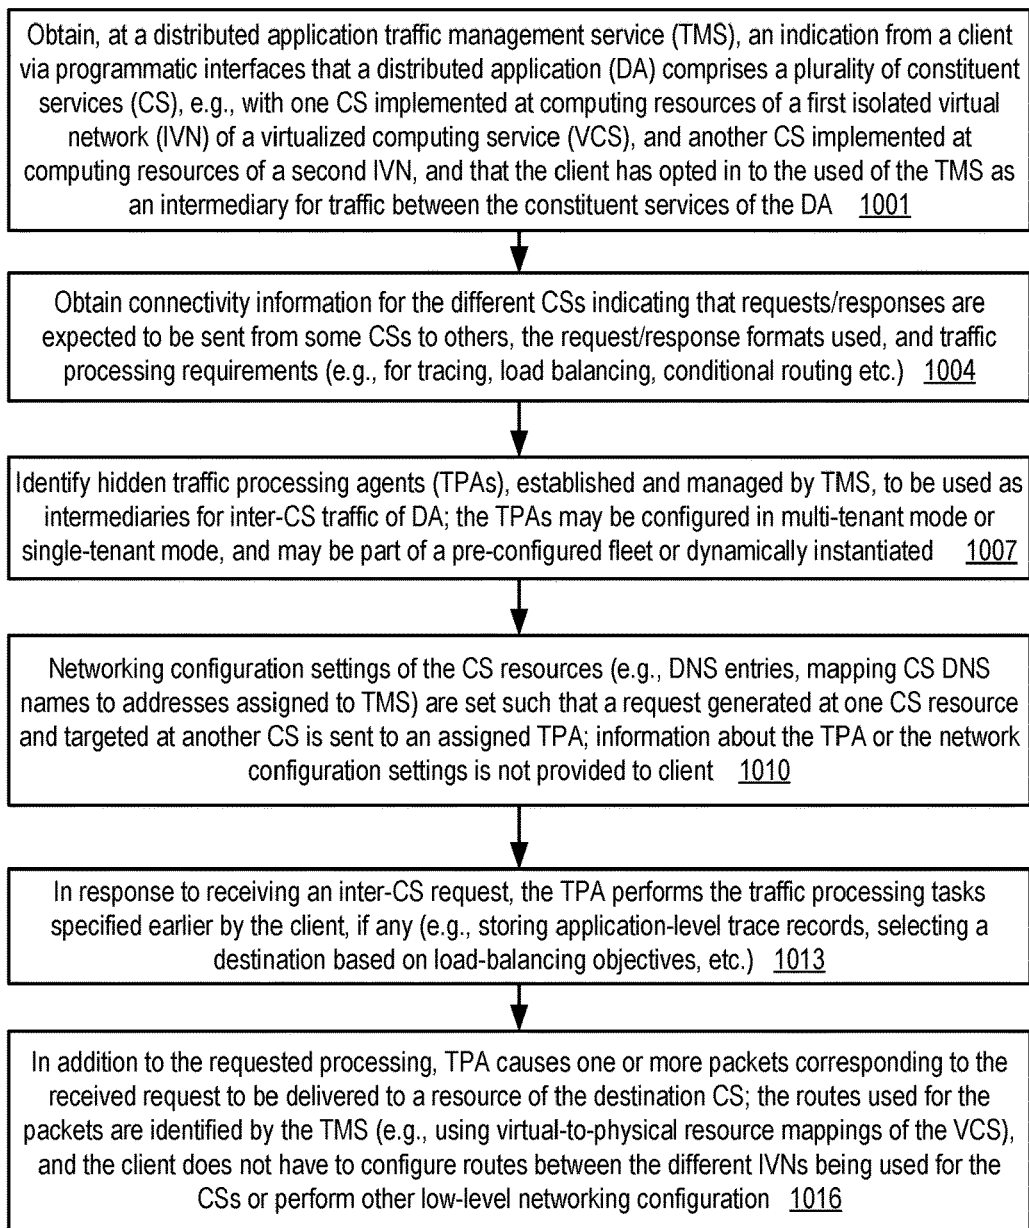 Obtain, at a distributed application traffic management service (TMS), an indication from a client
via programmatic interfaces that a distributed application (DA) comprises a plurality of constituent
services (CS), e.g., with one CS implemented at computing resources of a first isolated virtual
network (IVN) of a virtualized computing service (VCS), and another CS implemented at
computing resources of a second IVN, and that the client has opted in to the used of the TMS as
an intermediary for traffic between the constituent services of the DA 1001
Obtain connectivity information for the different CSs indicating that requests/responses are
expected to be sent from some CSs to others, the request/response formats used, and traffic
processing requirements (e.g., for tracing, load balancing, conditional routing etc.) 1004
Identify hidden traffic processing agents (TPAs), established and managed by TMS, to be used as
intermediaries for inter-CS traffic of DA; the TPAs may be configured in multi-tenant mode or
single-tenant mode, and may be part of a pre-configured fleet or dynamically instantiated 1007
Networking configuration settings of the CS resources (e.g., DNS entries, mapping CS DNS
names to addresses assigned to TMS) are set such that a request generated at one CS resource
and targeted at another CS is sent to an assigned TPA; information about the TPA or the network
configuration settings is not provided to client 1010
In response to receiving an inter-CS request, the TPA performs the traffic processing tasks
specified earlier by the client, if any (e.g., storing application-level trace records, selecting a
destination based on load-balancing objectives, etc.) 1013
In addition to the requested processing, TPA causes one or more packets corresponding to the
received request to be delivered to a resource of the destination CS; the routes used for the
packets are identified by the TMS (e.g., using virtual-to-physical resource mappings of the VCS),
and the client does not have to configure routes between the different IVNs being used for the
CSs or perform other low-level networking configuration 1016